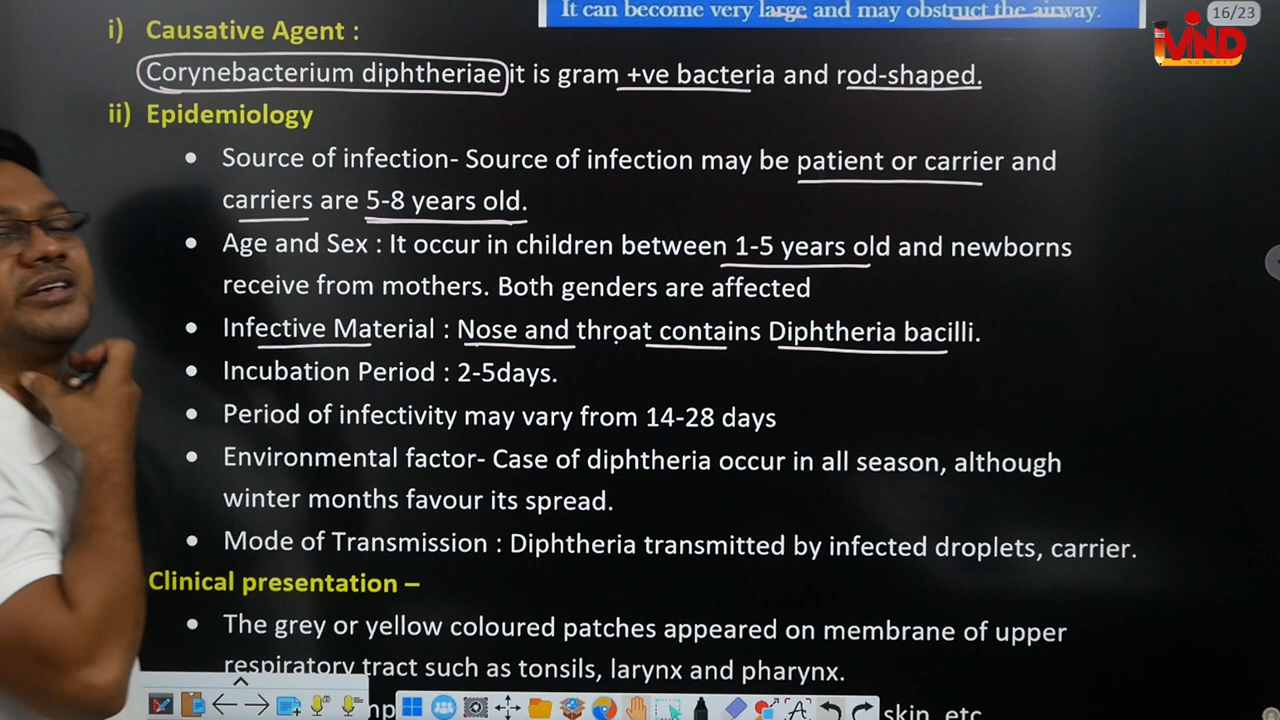 It can become very large and may obstruct the airway.
16/23
MIND
NURTURE
i) Causative Agent :
Corynebacterium diphtheriae it is gram +ve bacteria and rod-shaped.
ii) Epidemiology
• Source of infection- Source of infection may be patient or carrier and
carriers are 5-8 years old.
• Age and Sex : It occur in children between 1-5 years old and newborns
receive from mothers. Both genders are affected
• Infective Material : Nose and throat contains Diphtheria bacilli.
• Incubation Period : 2-5days.
• Period of infectivity may vary from 14-28 days
• Environmental factor- Case of diphtheria occur in all season, although
winter months favour its spread.
• Mode of Transmission : Diphtheria transmitted by infected droplets, carrier.
Clinical presentation –
• The grey or yellow coloured patches appeared on membrane of upper
respiratory tract such as tonsils, larynx and pharynx.
skin, etc